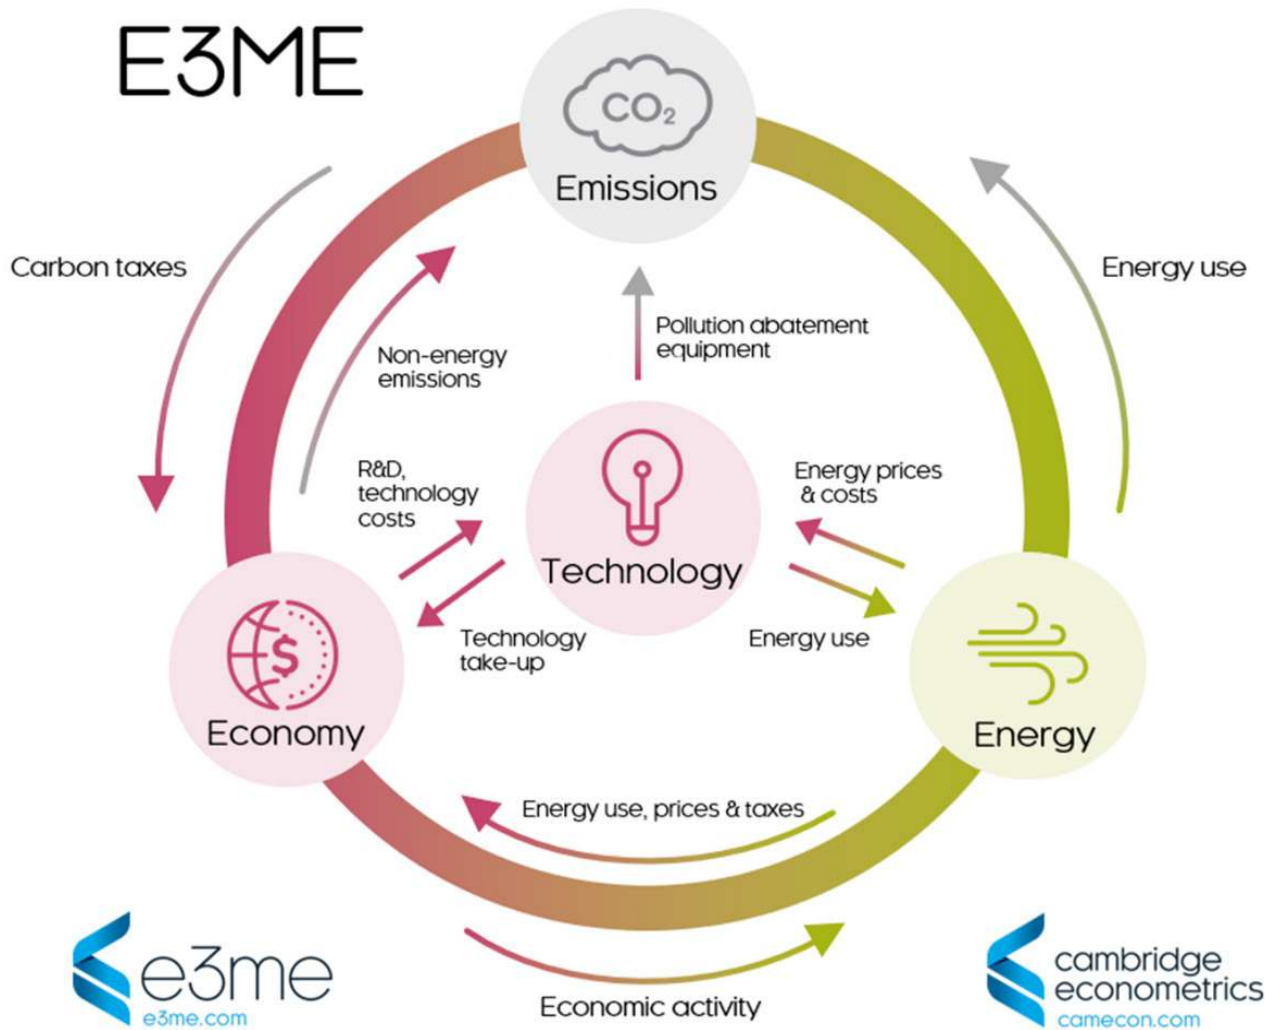 E3ME
CO₂
Emissions
Carbon taxes
Energy use
Non-energy
emissions
Pollution abatement
equipment
R&D,
technology
costs
Energy prices
& costs
Technology
Technology
take-up
Energy use
$
Economy
Energy
Energy use, prices & taxes
Economic activity
e3me
e3me.com
cambridge
econometrics
camecon.com